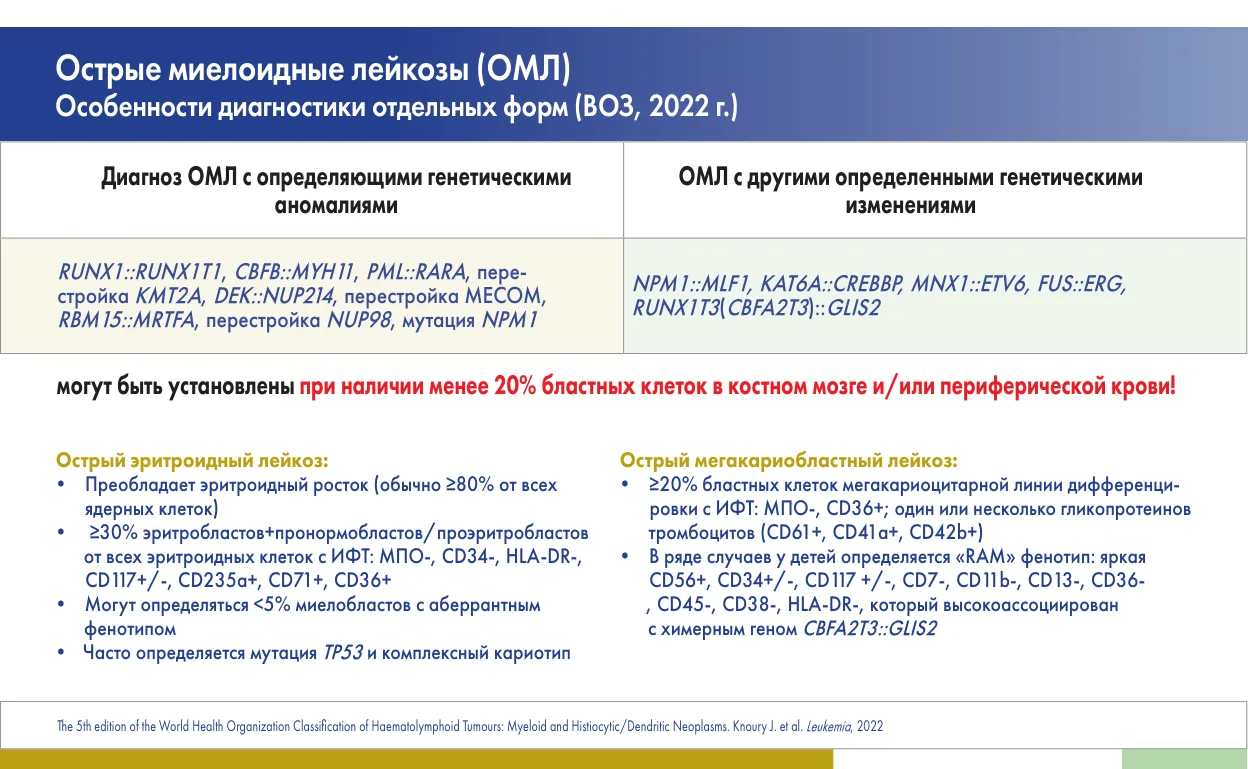 Острые миелоидные лейкозы (ОМЛ)
Особенности диагностики отдельных форм (ВОЗ, 2022 г.)
Диагноз ОМЛ с определяющими генетическими
аномалиями
ОМЛ с другими определенными генетическими
изменениями
RUNX1::RUNX1T1, CBFB::MYH11, PML::RARA, пере-
стройка KMT2A, DEK::NUP214, перестройка MECOM,
RBM15::MRTFA, перестройка NUP98, мутация NPM1
NPM1::MLF1, KAT6A::CREBBP, MNX1::ETV6, FUS::ERG,
RUNX1T3(CBFA2T3)::GLIS2
могут быть установлены при наличии менее 20% бластных клеток в костном мозге и/или периферической крови!
Острый эритроидный лейкоз:
• Преобладает эритроидный росток (обычно ≥80% от всех
ядерных клеток)
• ≥30% эритробластов+пронормобластов/проэритробластов
от всех эритроидных клеток с ИФТ: МПО-, CD34-, HLA-DR-,
CD117+/-, CD235a+, CD71+, CD36+
• Могут определяться <5% миелобластов с аберрантным
фенотипом
• Часто определяется мутация TP53 и комплексный кариотип
Острый мегакариобластный лейкоз:
• ≥20% бластных клеток мегакариоцитарной линии дифференци-
ровки с ИФТ: МПО-, CD36+; один или несколько гликопротеинов
тромбоцитов (CD61+, CD41a+, CD42b+)
• В ряде случаев у детей определяется «RAM» фенотип: яркая
CD56+, CD34+/-, CD117 +/-, CD7-, CD11b-, CD13-, CD36-
, CD45-, CD38-, HLA-DR-, который высокоассоциирован
с химерным геном CBFA2T3::GLIS2
The 5th edition of the World Health Organization Classification of Haematolymphoid Tumours: Myeloid and Histiocytic/Dendritic Neoplasms. Knoury J. et al. Leukemia, 2022